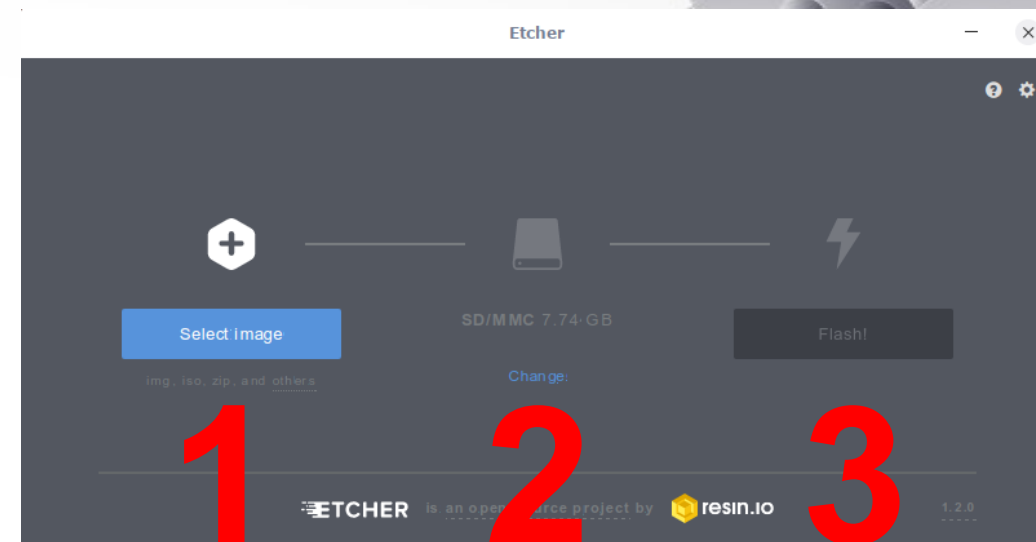 Etcher
SD/MMC 7.74 GB
Select image
Flash!
img, iso, zip, and others
Change
1 2 3
ETCHER is an open source project by resin.io
1.2.0